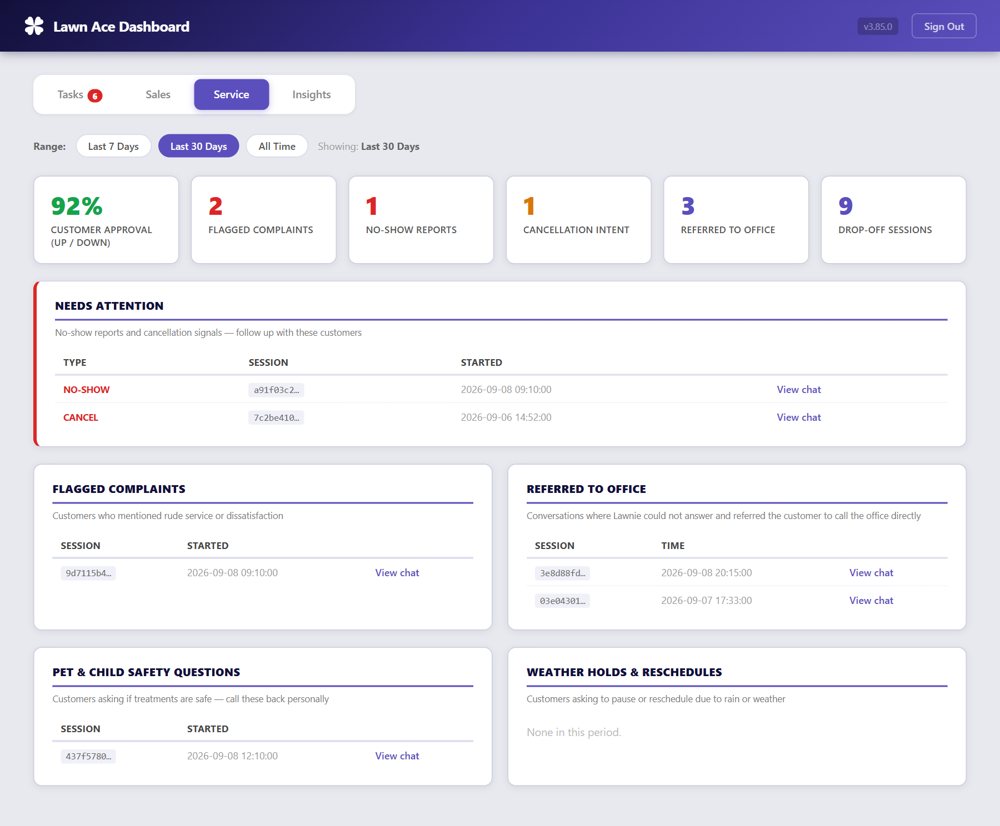 Lawn Ace Dashboard
v3.85.0
Sign Out
Tasks 6
Sales
Service
Insights
Range:
Last 7 Days
Last 30 Days
All Time
Showing: Last 30 Days
92%
CUSTOMER APPROVAL
(UP / DOWN)
2
FLAGGED COMPLAINTS
1
NO-SHOW REPORTS
1
CANCELLATION INTENT
3
REFERRED TO OFFICE
9
DROP-OFF SESSIONS
NEEDS ATTENTION
No-show reports and cancellation signals — follow up with these customers
TYPE SESSION STARTED
NO-SHOW a91f03c2… 2026-09-08 09:10:00 View chat
CANCEL 7c2be410… 2026-09-06 14:52:00 View chat
FLAGGED COMPLAINTS
Customers who mentioned rude service or dissatisfaction
SESSION STARTED
9d7115b4… 2026-09-08 09:10:00 View chat
REFERRED TO OFFICE
Conversations where Lawnie could not answer and referred the customer to call the office directly
SESSION TIME
3e8d88fd… 2026-09-08 20:15:00 View chat
03e04301… 2026-09-07 17:33:00 View chat
PET & CHILD SAFETY QUESTIONS
Customers asking if treatments are safe — call these back personally
SESSION STARTED
437f5780… 2026-09-08 12:10:00 View chat
WEATHER HOLDS & RESCHEDULES
Customers asking to pause or reschedule due to rain or weather
None in this period.